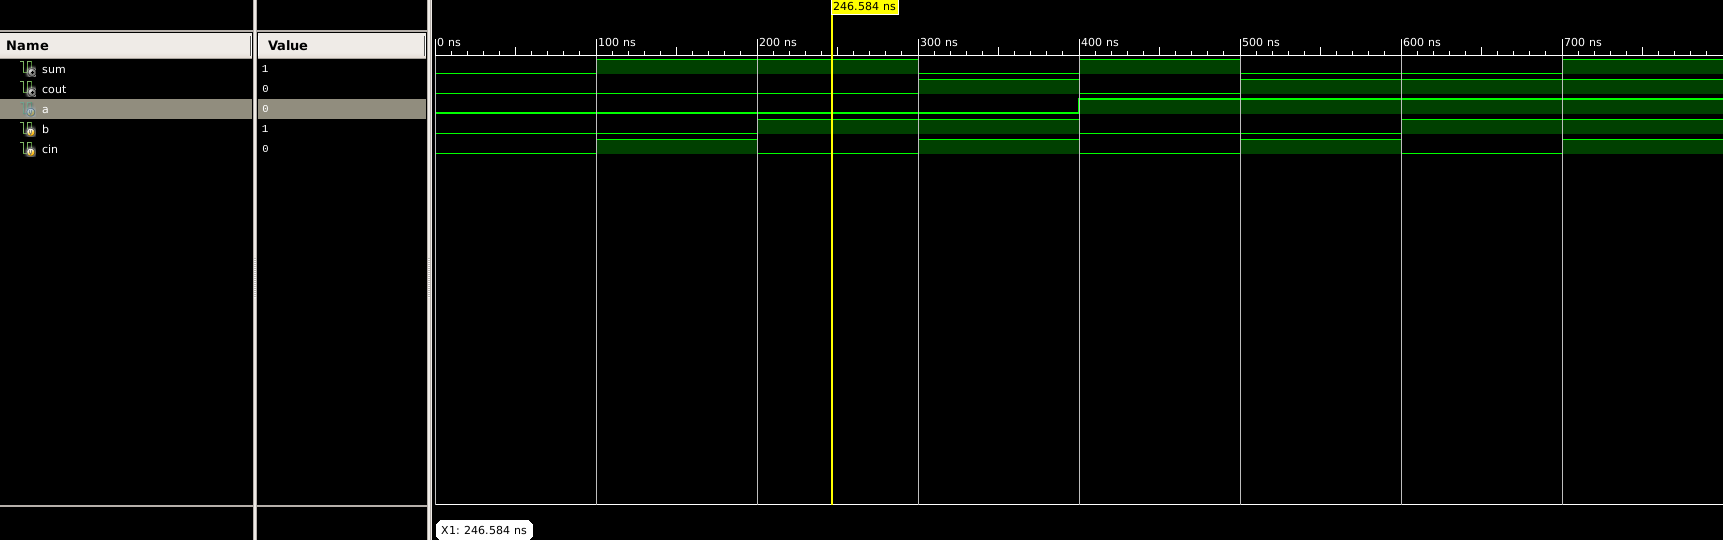 246.584 ns
Name Value 0 ns 100 ns 200 ns 300 ns 400 ns 500 ns 600 ns 700 ns
sum 1
cout 0
a 0
b 1
cin 0
X1: 246.584 ns